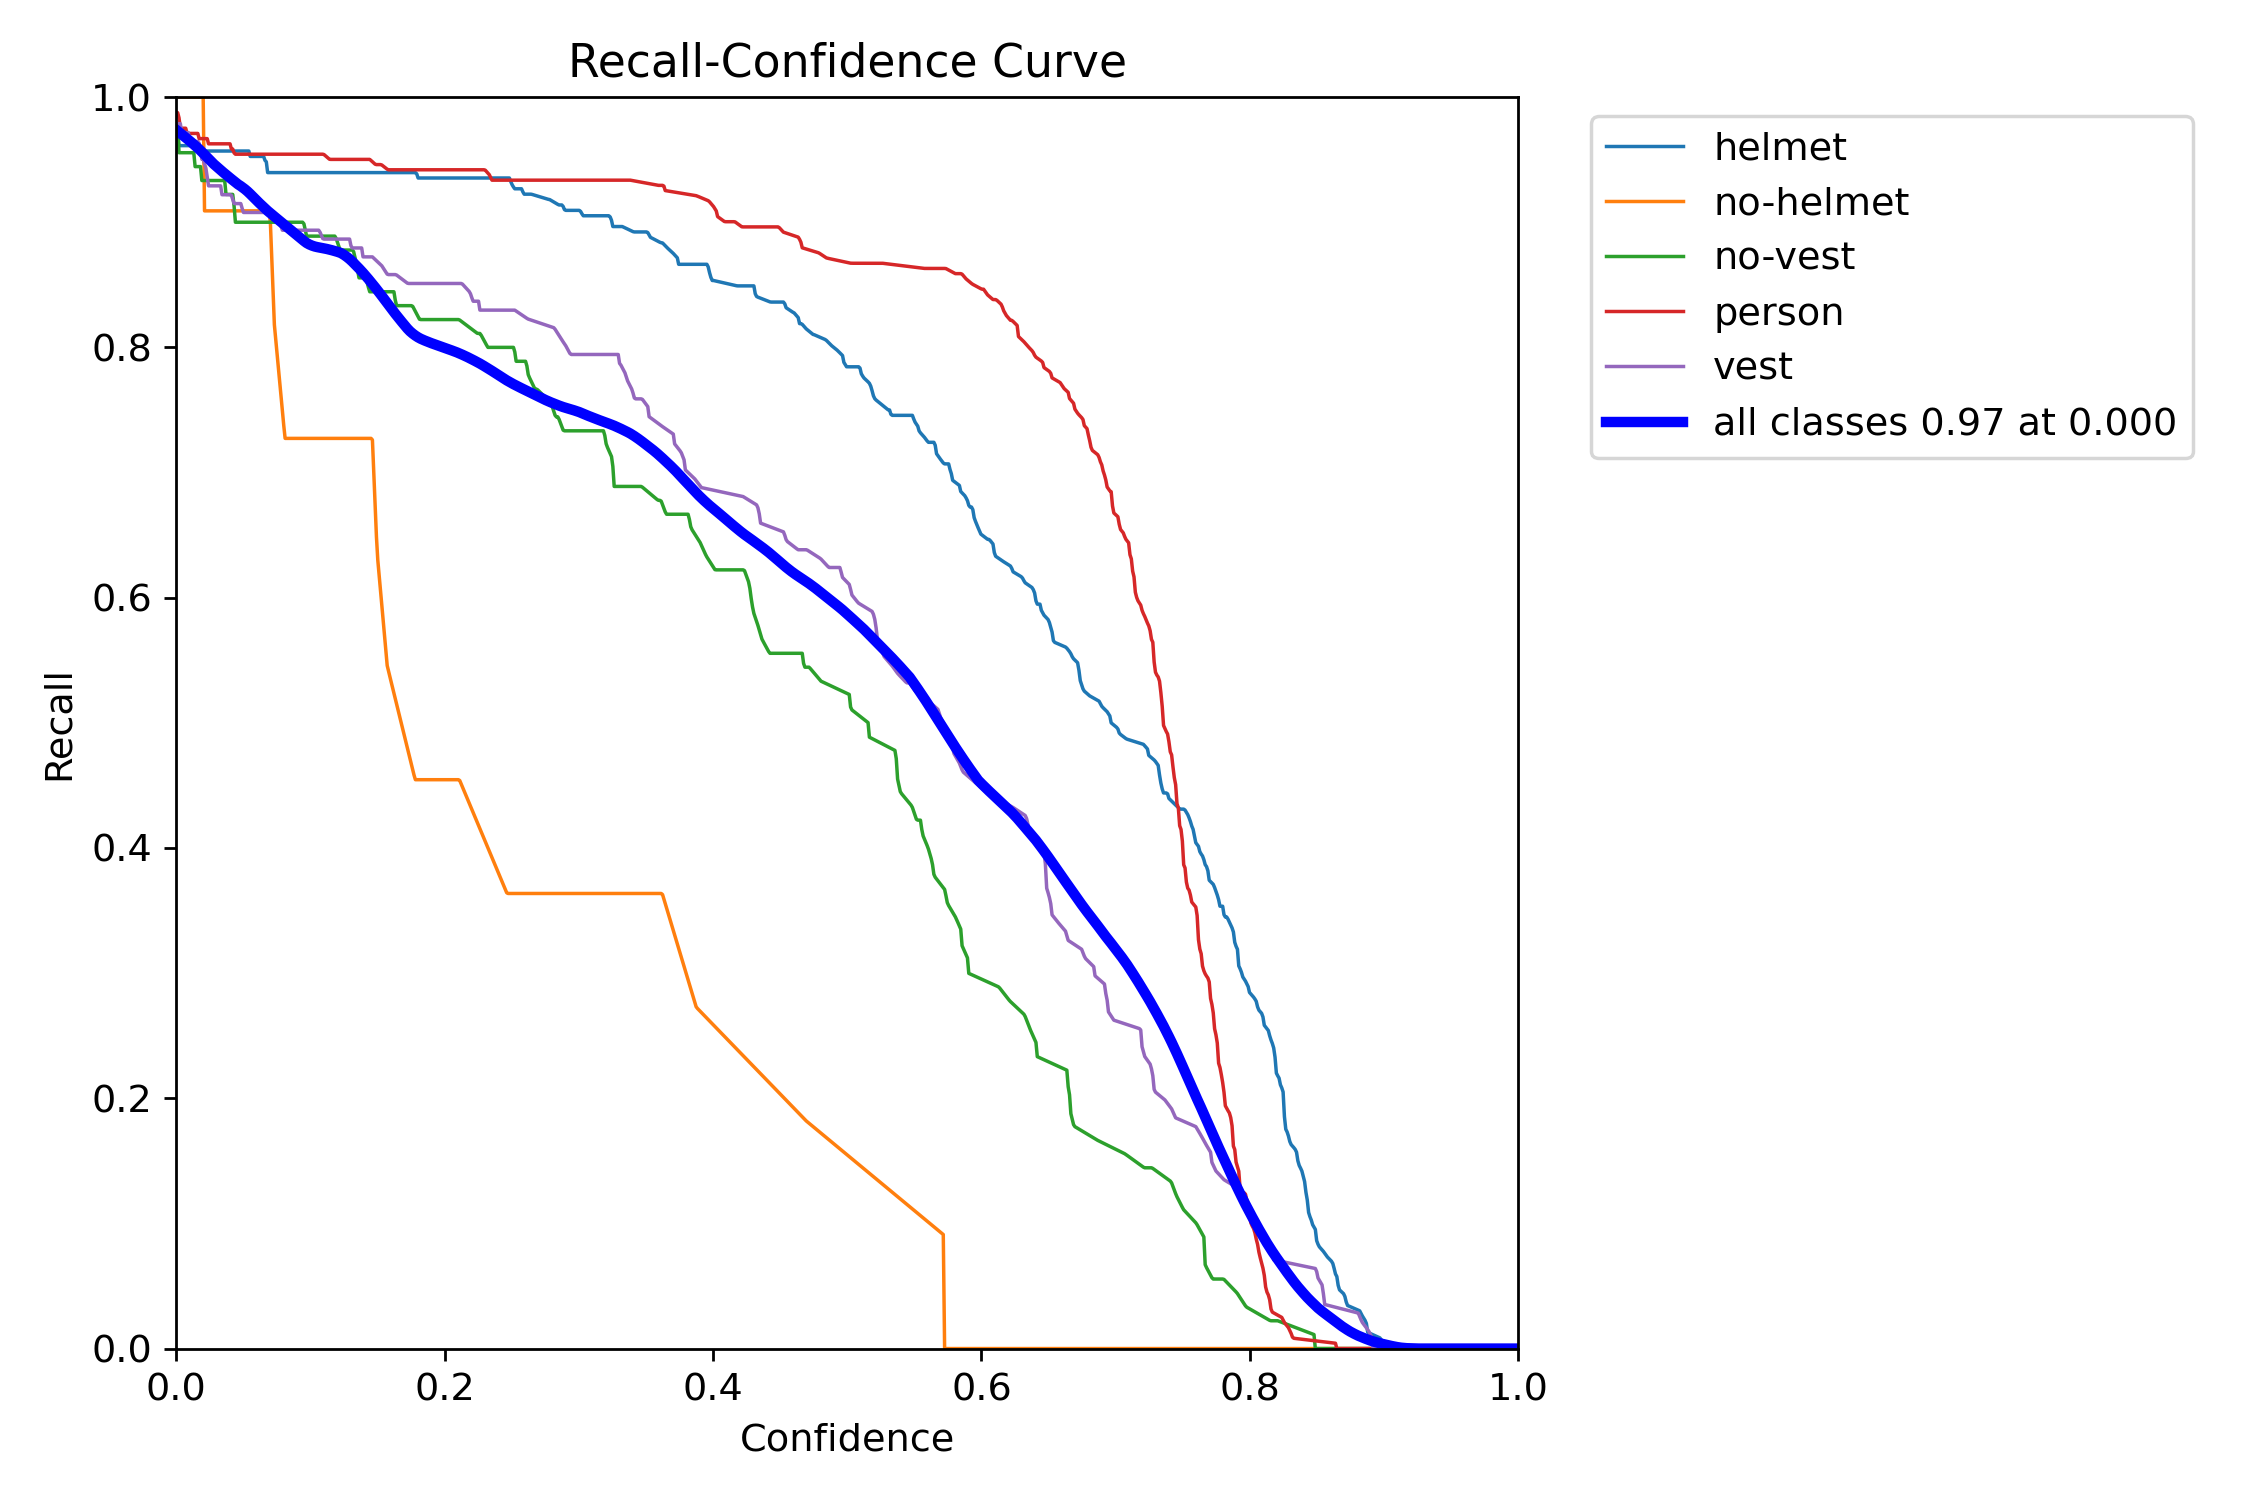 Recall-Confidence Curve
1.0
0.8
0.6
0.4
0.2
0.0
Recall
0.0 0.2 0.4 0.6 0.8 1.0
Confidence
helmet
no-helmet
no-vest
person
vest
all classes 0.97 at 0.000